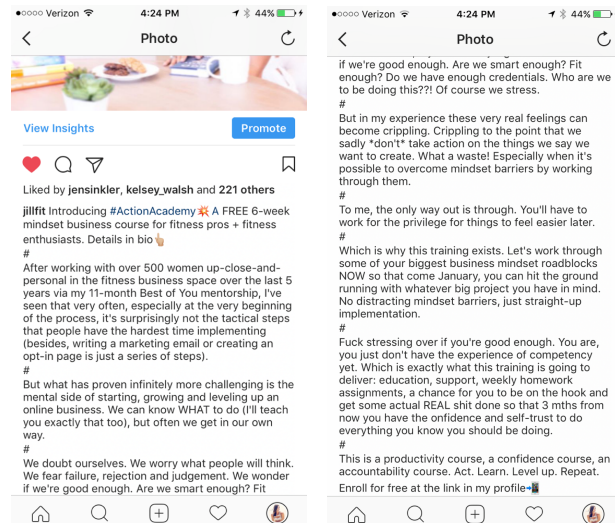 Verizon 4:24 PM 44%
Photo
View Insights Promote
Liked by jensinkler, kelsey_walsh and 221 others
jillfit Introducing #ActionAcademy💥 A FREE 6-week
mindset business course for fitness pros + fitness
enthusiasts. Details in bio👆
#
After working with over 500 women up-close-and-
personal in the fitness business space over the last 5
years via my 11-month Best of You mentorship, I've
seen that very often, especially at the very beginning
of the process, it's surprisingly not the tactical steps
that people have the hardest time implementing
(besides, writing a marketing email or creating an
opt-in page is just a series of steps).
#
But what has proven infinitely more challenging is the
mental side of starting, growing and leveling up an
online business. We can know WHAT to do (I'll teach
you exactly that too), but often we get in our own
way.
#
We doubt ourselves. We worry what people will think.
We fear failure, rejection and judgement. We wonder
if we're good enough. Are we smart enough? Fit
Verizon 4:24 PM 44%
Photo
if we're good enough. Are we smart enough? Fit
enough? Do we have enough credentials. Who are we
to be doing this??! Of course we stress.
#
But in my experience these very real feelings can
become crippling. Crippling to the point that we
sadly *don't* take action on the things we say we
want to create. What a waste! Especially when it's
possible to overcome mindset barriers by working
through them.
#
To me, the only way out is through. You'll have to
work for the privilege for things to feel easier later.
#
Which is why this training exists. Let's work through
some of your biggest business mindset roadblocks
NOW so that come January, you can hit the ground
running with whatever big project you have in mind.
No distracting mindset barriers, just straight-up
implementation.
#
Fuck stressing over if you're good enough. You are,
you just don't have the experience of competency
yet. Which is exactly what this training is going to
deliver: education, support, weekly homework
assignments, a chance for you to be on the hook and
get some actual REAL shit done so that 3 mths from
now you have the onfidence and self-trust to do
everything you know you should be doing.
#
This is a productivity course, a confidence course, an
accountability course. Act. Learn. Level up. Repeat.
Enroll for free at the link in my profile📲